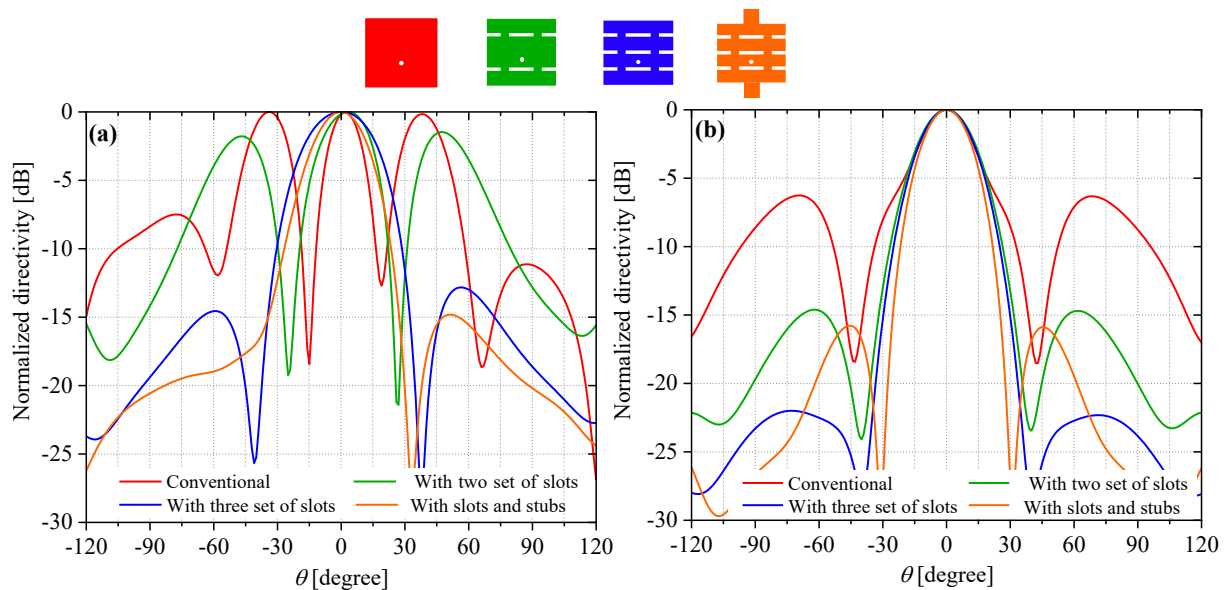 (a)
Normalized directivity [dB]
0
-5
-10
-15
-20
-25
-30
Conventional
With two set of slots
With three set of slots
With slots and stubs
-120 -90 -60 -30 0 30 60 90 120
θ [degree]
(b)
Normalized directivity [dB]
0
-5
-10
-15
-20
-25
-30
Conventional
With two set of slots
With three set of slots
With slots and stubs
-120 -90 -60 -30 0 30 60 90 120
θ [degree]